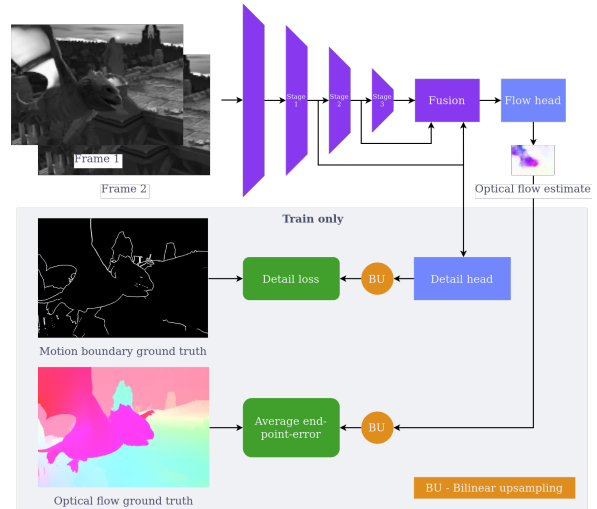 Frame 1
Frame 2
Stage
1
Stage
2
Stage
3
Fusion
Flow head
Optical flow estimate
Train only
Detail loss
BU
Detail head
Motion boundary ground truth
Average end-
point-error
BU
Optical flow ground truth
BU - Bilinear upsampling